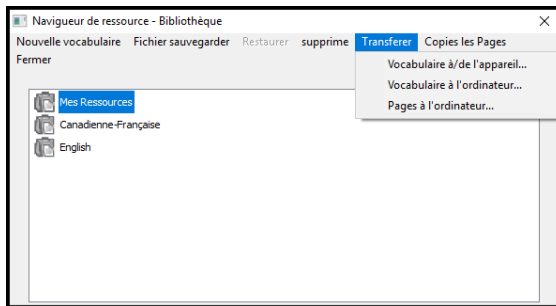 Navigueur de ressource - Bibliothèque
Nouvelle vocabulaire Fichier sauvegarder Restaurer supprime Transferer Copies les Pages
Fermer
Vocabulaire à/de l'appareil...
Vocabulaire à l'ordinateur...
Pages à l'ordinateur...
Mes Ressources
Canadienne-Française
English